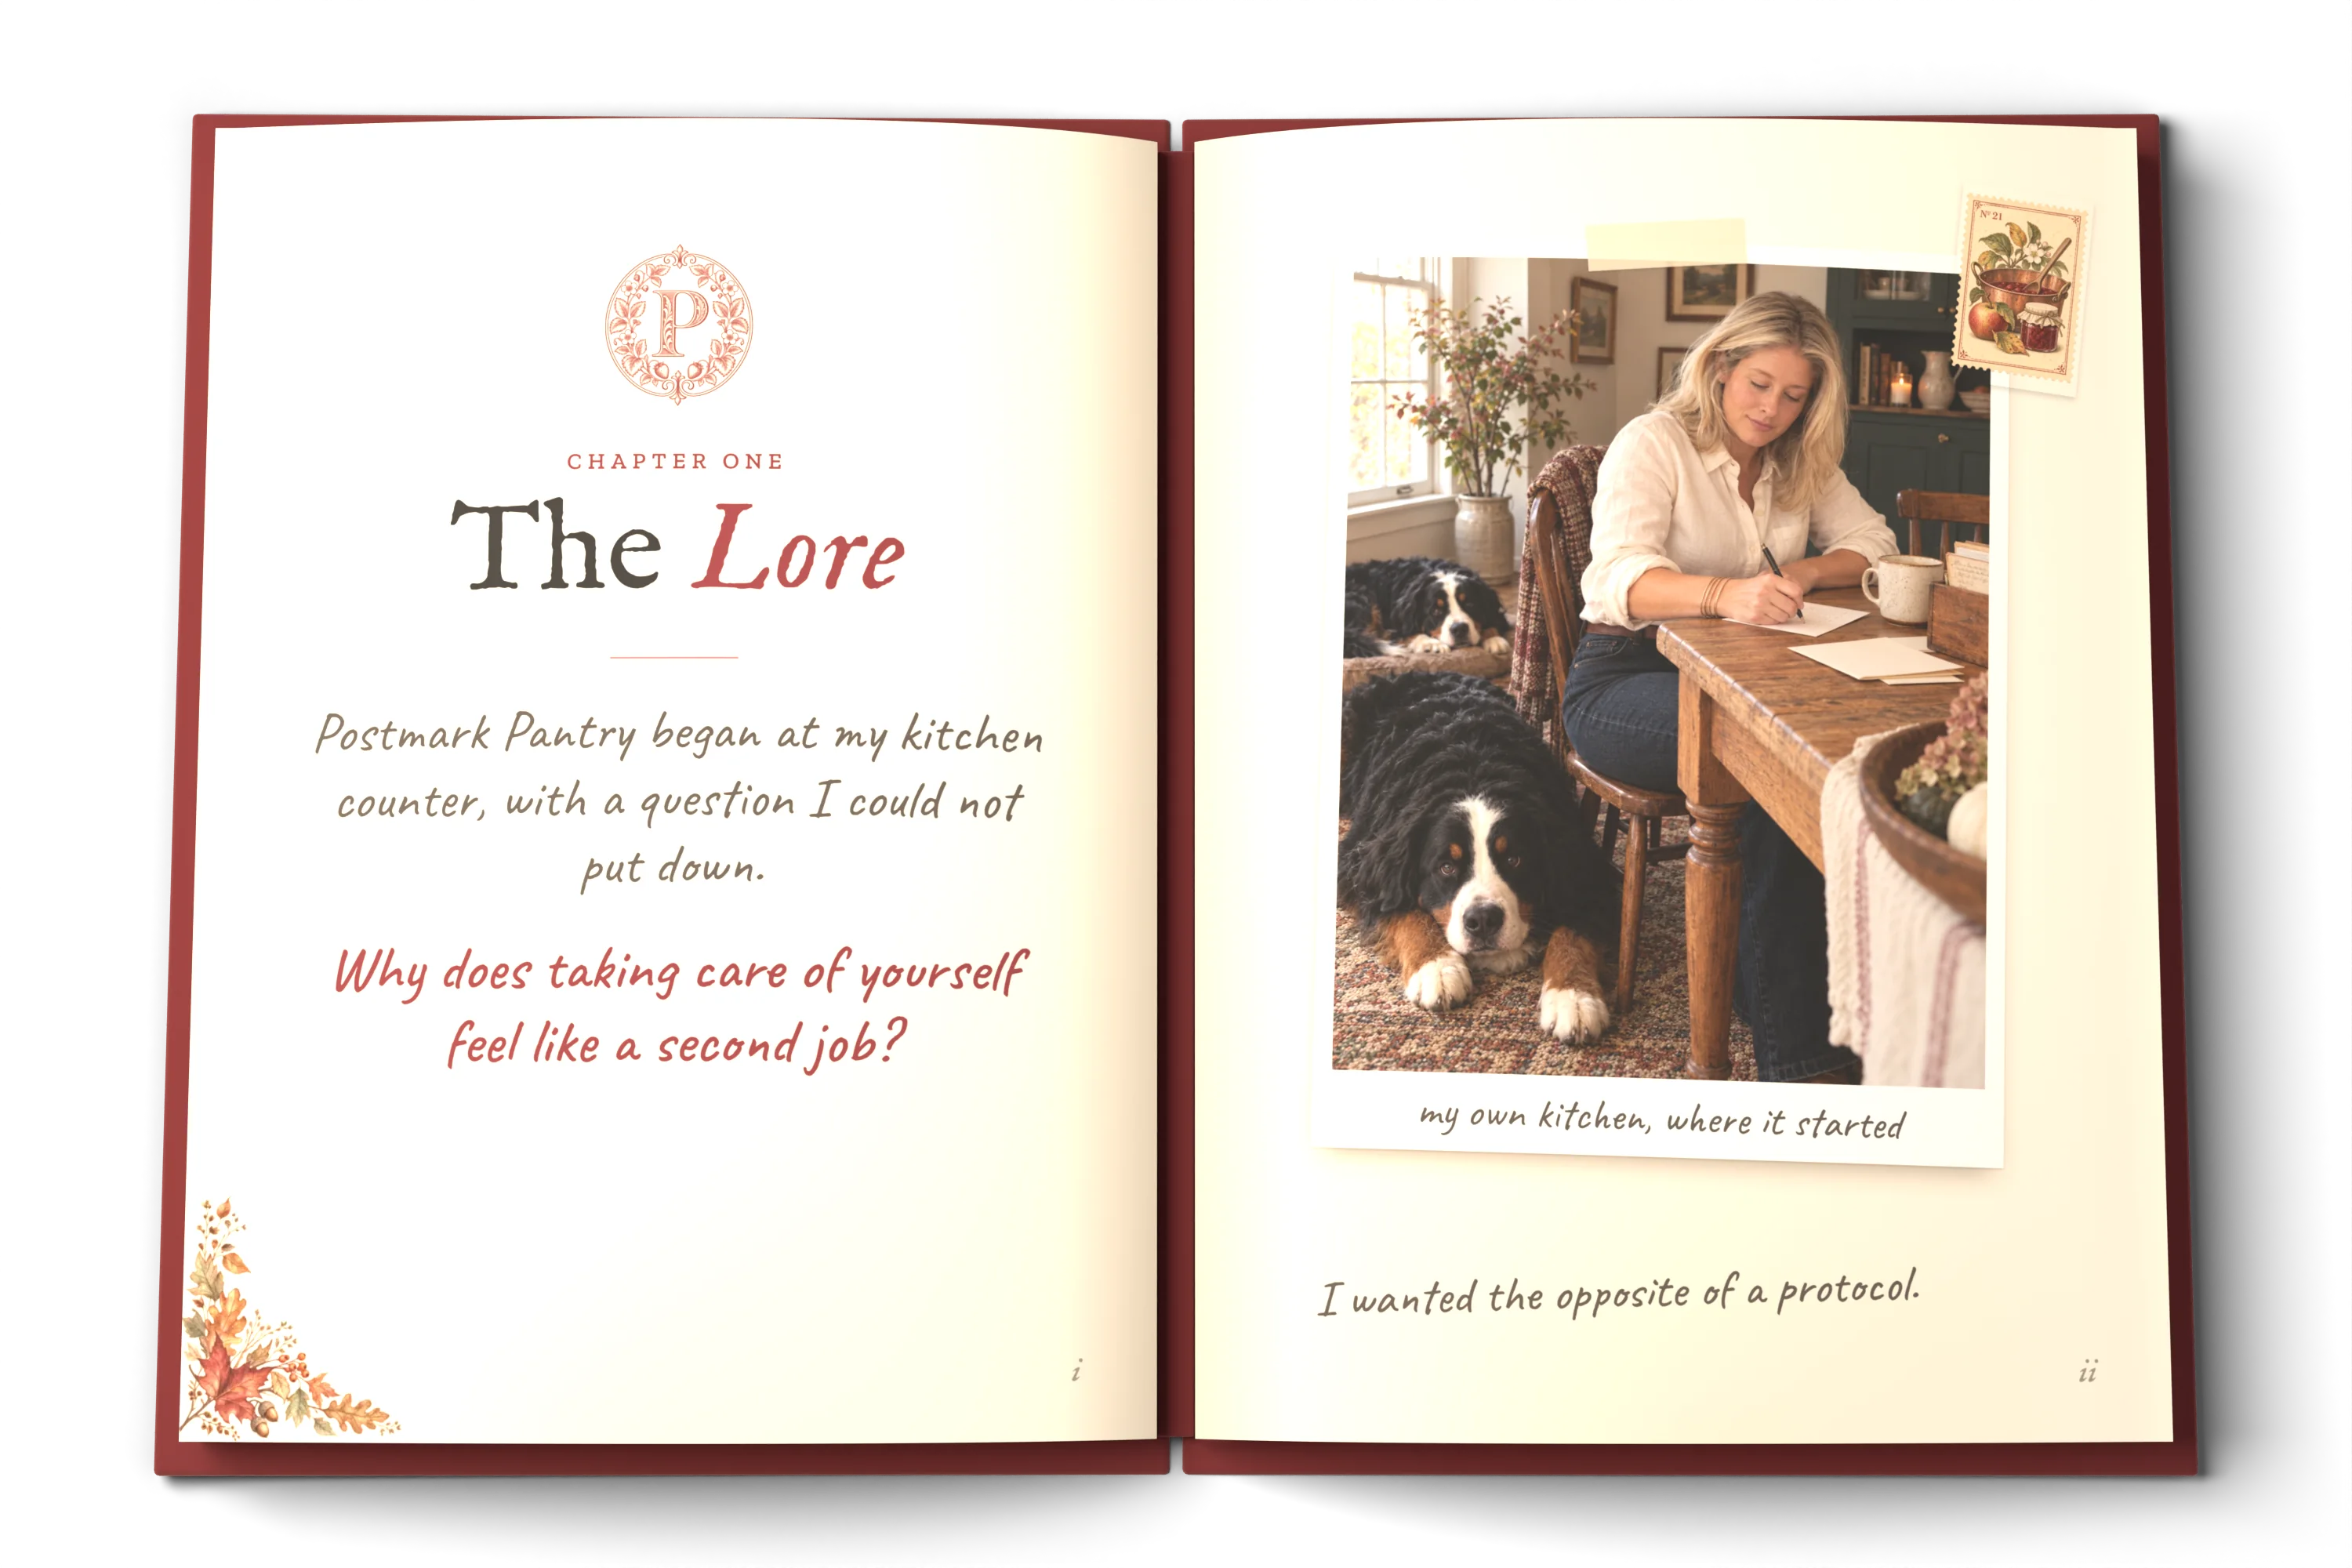 P
CHAPTER ONE
The Lore
Postmark Pantry began at my kitchen
counter, with a question I could not
put down.
Why does taking care of yourself
feel like a second job?
i
Nº 21
my own kitchen, where it started
I wanted the opposite of a protocol.
ii